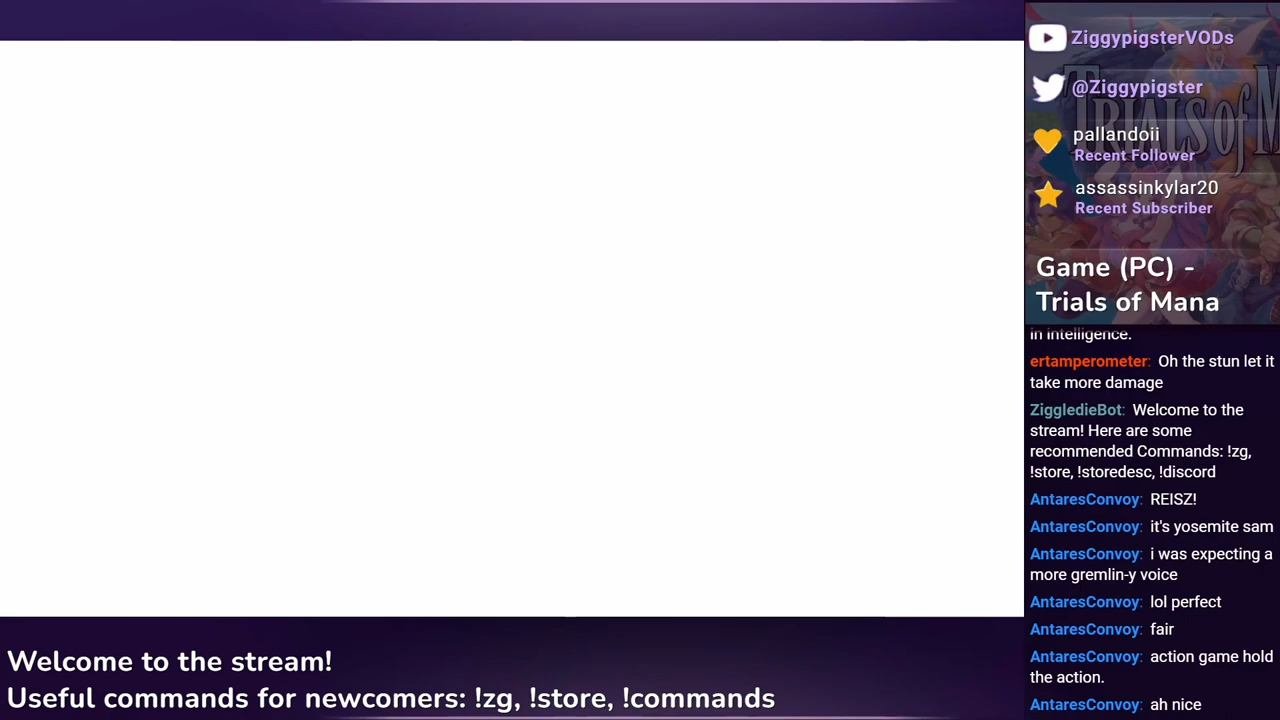 ZiggypigsterVODs
@Ziggypigster
pallandoii
Recent Follower
assassinkylar20
Recent Subscriber
TRIALS of M
Game (PC) -
Trials of Mana
in intelligence.
ertamperometer: Oh the stun let it
take more damage
ZiggledieBot: Welcome to the
stream! Here are some
recommended Commands: !zg,
!store, !storedesc, !discord
AntaresConvoy: REISZ!
AntaresConvoy: it's yosemite sam
AntaresConvoy: i was expecting a
more gremlin-y voice
AntaresConvoy: lol perfect
AntaresConvoy: fair
AntaresConvoy: action game hold
the action.
AntaresConvoy: ah nice
Welcome to the stream!
Useful commands for newcomers: !zg, !store, !commands